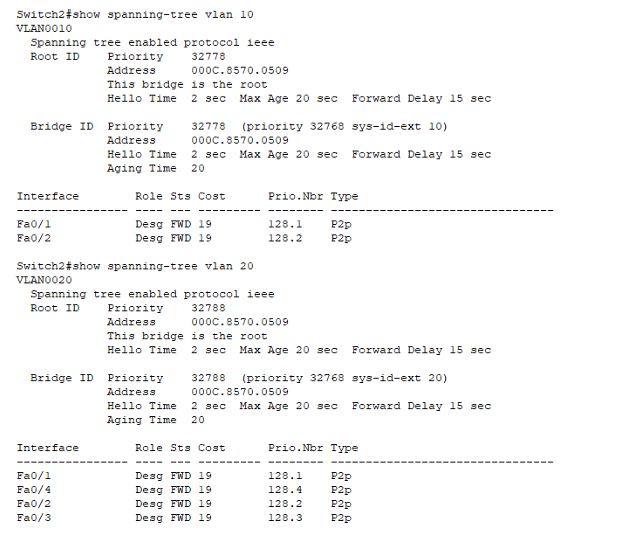 Switch2#show spanning-tree vlan 10
VLAN0010
  Spanning tree enabled protocol ieee
  Root ID    Priority    32778
             Address     000C.8570.0509
             This bridge is the root
             Hello Time  2 sec  Max Age 20 sec  Forward Delay 15 sec

  Bridge ID  Priority    32778  (priority 32768 sys-id-ext 10)
             Address     000C.8570.0509
             Hello Time  2 sec  Max Age 20 sec  Forward Delay 15 sec
             Aging Time  20

Interface        Role Sts Cost      Prio.Nbr Type
---------------- ---- --- --------- -------- --------------------------------
Fa0/1            Desg FWD 19        128.1    P2p
Fa0/2            Desg FWD 19        128.2    P2p

Switch2#show spanning-tree vlan 20
VLAN0020
  Spanning tree enabled protocol ieee
  Root ID    Priority    32788
             Address     000C.8570.0509
             This bridge is the root
             Hello Time  2 sec  Max Age 20 sec  Forward Delay 15 sec

  Bridge ID  Priority    32788  (priority 32768 sys-id-ext 20)
             Address     000C.8570.0509
             Hello Time  2 sec  Max Age 20 sec  Forward Delay 15 sec
             Aging Time  20

Interface        Role Sts Cost      Prio.Nbr Type
---------------- ---- --- --------- -------- --------------------------------
Fa0/1            Desg FWD 19        128.1    P2p
Fa0/4            Desg FWD 19        128.4    P2p
Fa0/2            Desg FWD 19        128.2    P2p
Fa0/3            Desg FWD 19        128.3    P2p